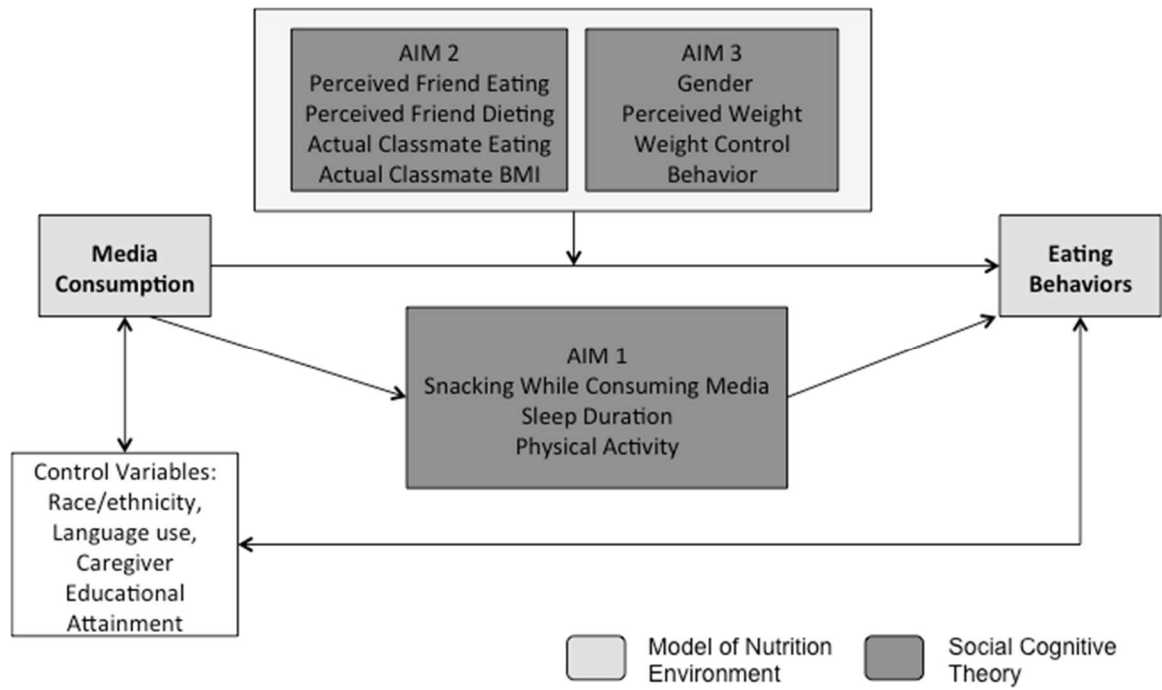 AIM 2
Perceived Friend Eating
Perceived Friend Dieting
Actual Classmate Eating
Actual Classmate BMI
AIM 3
Gender
Perceived Weight
Weight Control
Behavior
Media
Consumption
Eating
Behaviors
AIM 1
Snacking While Consuming Media
Sleep Duration
Physical Activity
Control Variables:
Race/ethnicity,
Language use,
Caregiver
Educational
Attainment
Model of Nutrition
Environment
Social Cognitive
Theory